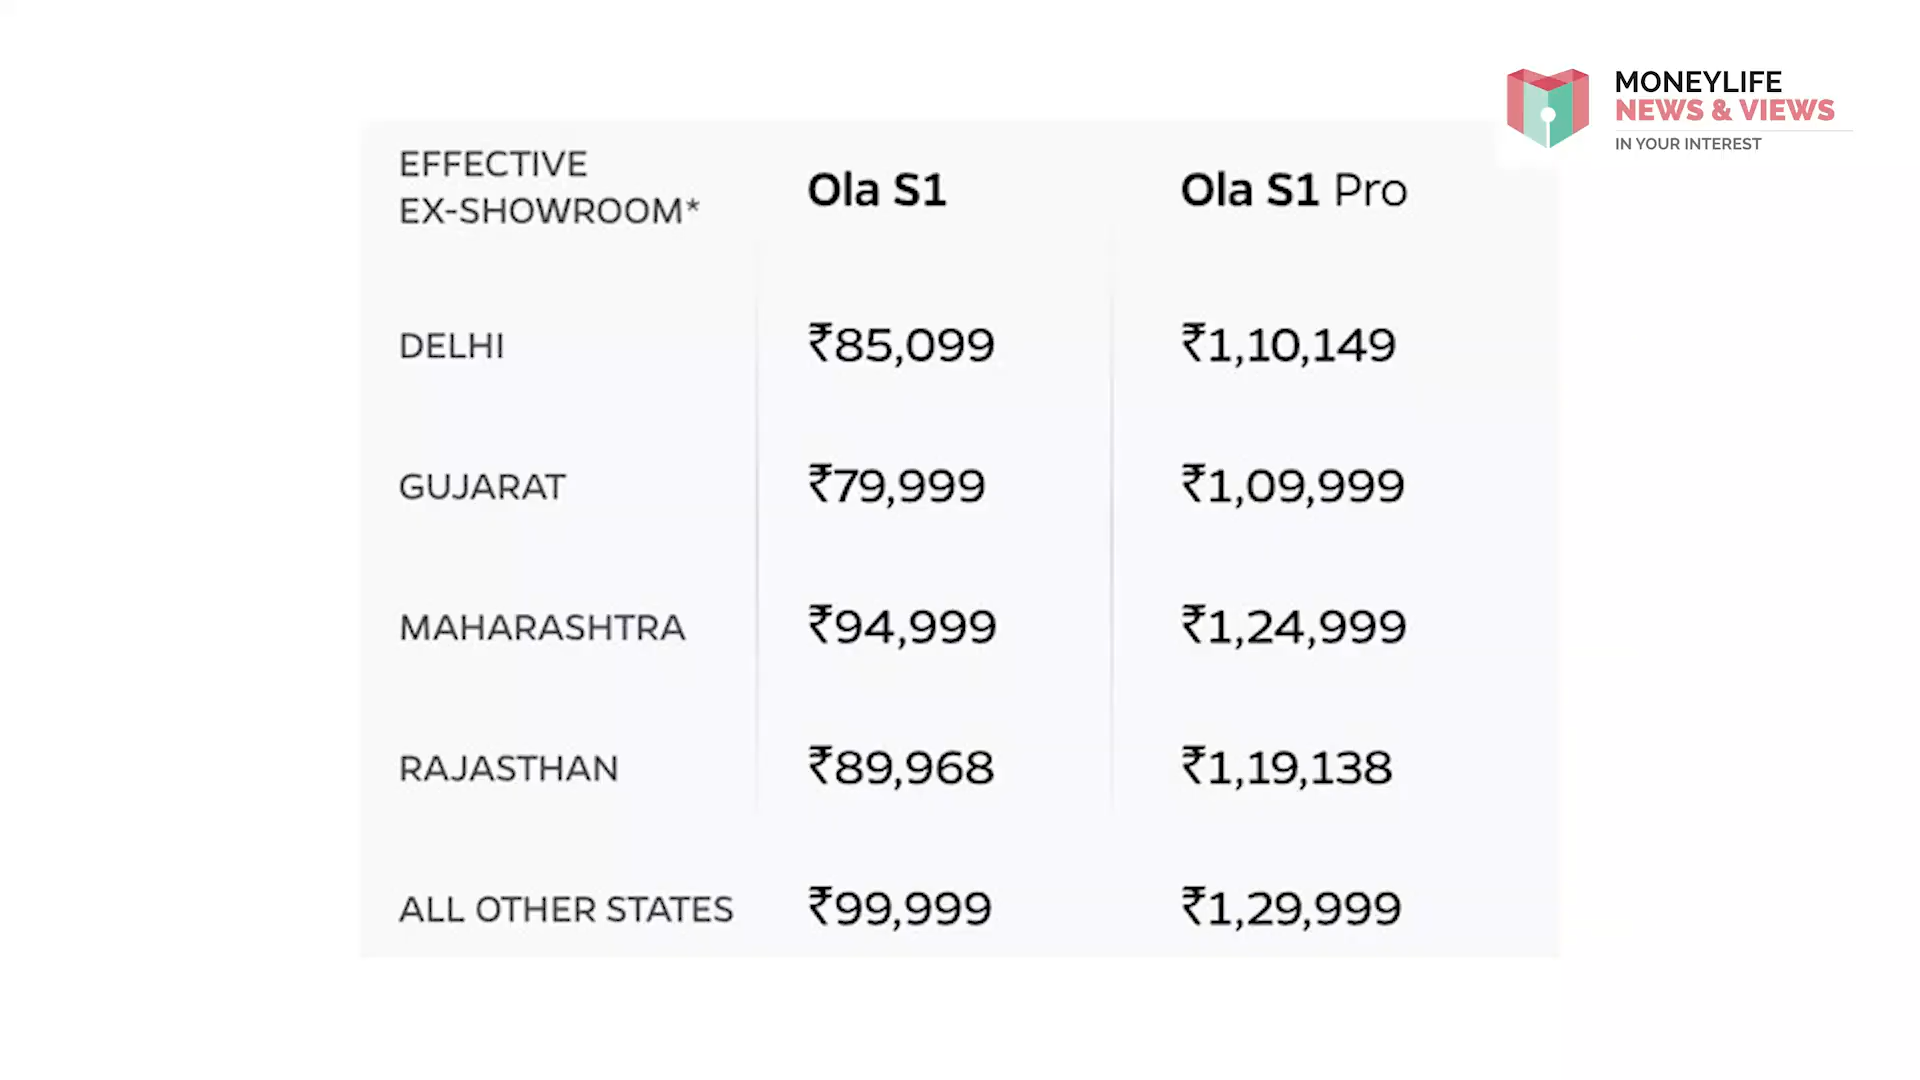 MONEYLIFE
NEWS & VIEWS
IN YOUR INTEREST
EFFECTIVE
EX-SHOWROOM*
Ola S1
Ola S1 Pro
DELHI
₹85,099
₹1,10,149
GUJARAT
₹79,999
₹1,09,999
MAHARASHTRA
₹94,999
₹1,24,999
RAJASTHAN
₹89,968
₹1,19,138
ALL OTHER STATES
₹99,999
₹1,29,999